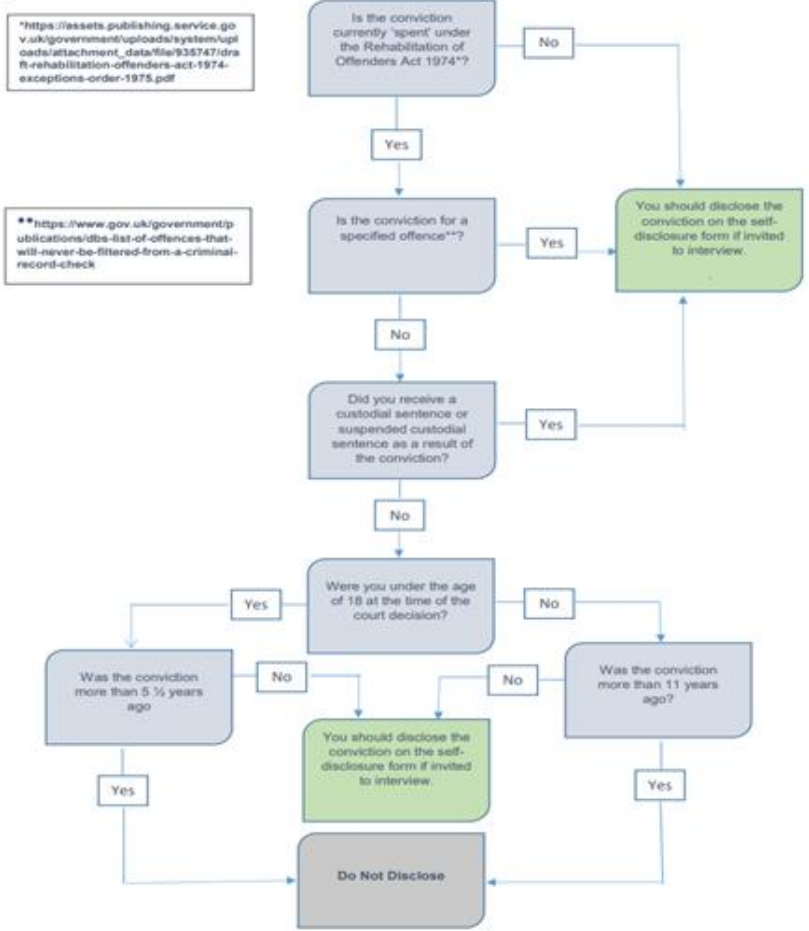 *https://assets.publishing.service.go
v.uk/government/uploads/system/upl
oads/attachment_data/file/935747/dra
ft-rehabilitation-offenders-act-1974-
exceptions-order-1975.pdf
Is the conviction
currently 'spent' under
the Rehabilitation of
Offenders Act 1974*?
No
Yes
**https://www.gov.uk/government/p
ublications/dbs-list-of-offences-that-
will-never-be-filtered-from-a-criminal-
record-check
Is the conviction for a
specified offence**?
Yes
You should disclose the
conviction on the self-
disclosure form if invited
to interview.
.
No
Did you receive a
custodial sentence or
suspended custodial
sentence as a result of
the conviction?
Yes
No
Were you under the age
of 18 at the time of the
court decision?
Yes
No
Was the conviction
more than 5 ½ years
ago
No
No
Was the conviction
more than 11 years
ago?
You should disclose the
conviction on the self-
disclosure form if invited
to interview.
Yes
Yes
Do Not Disclose